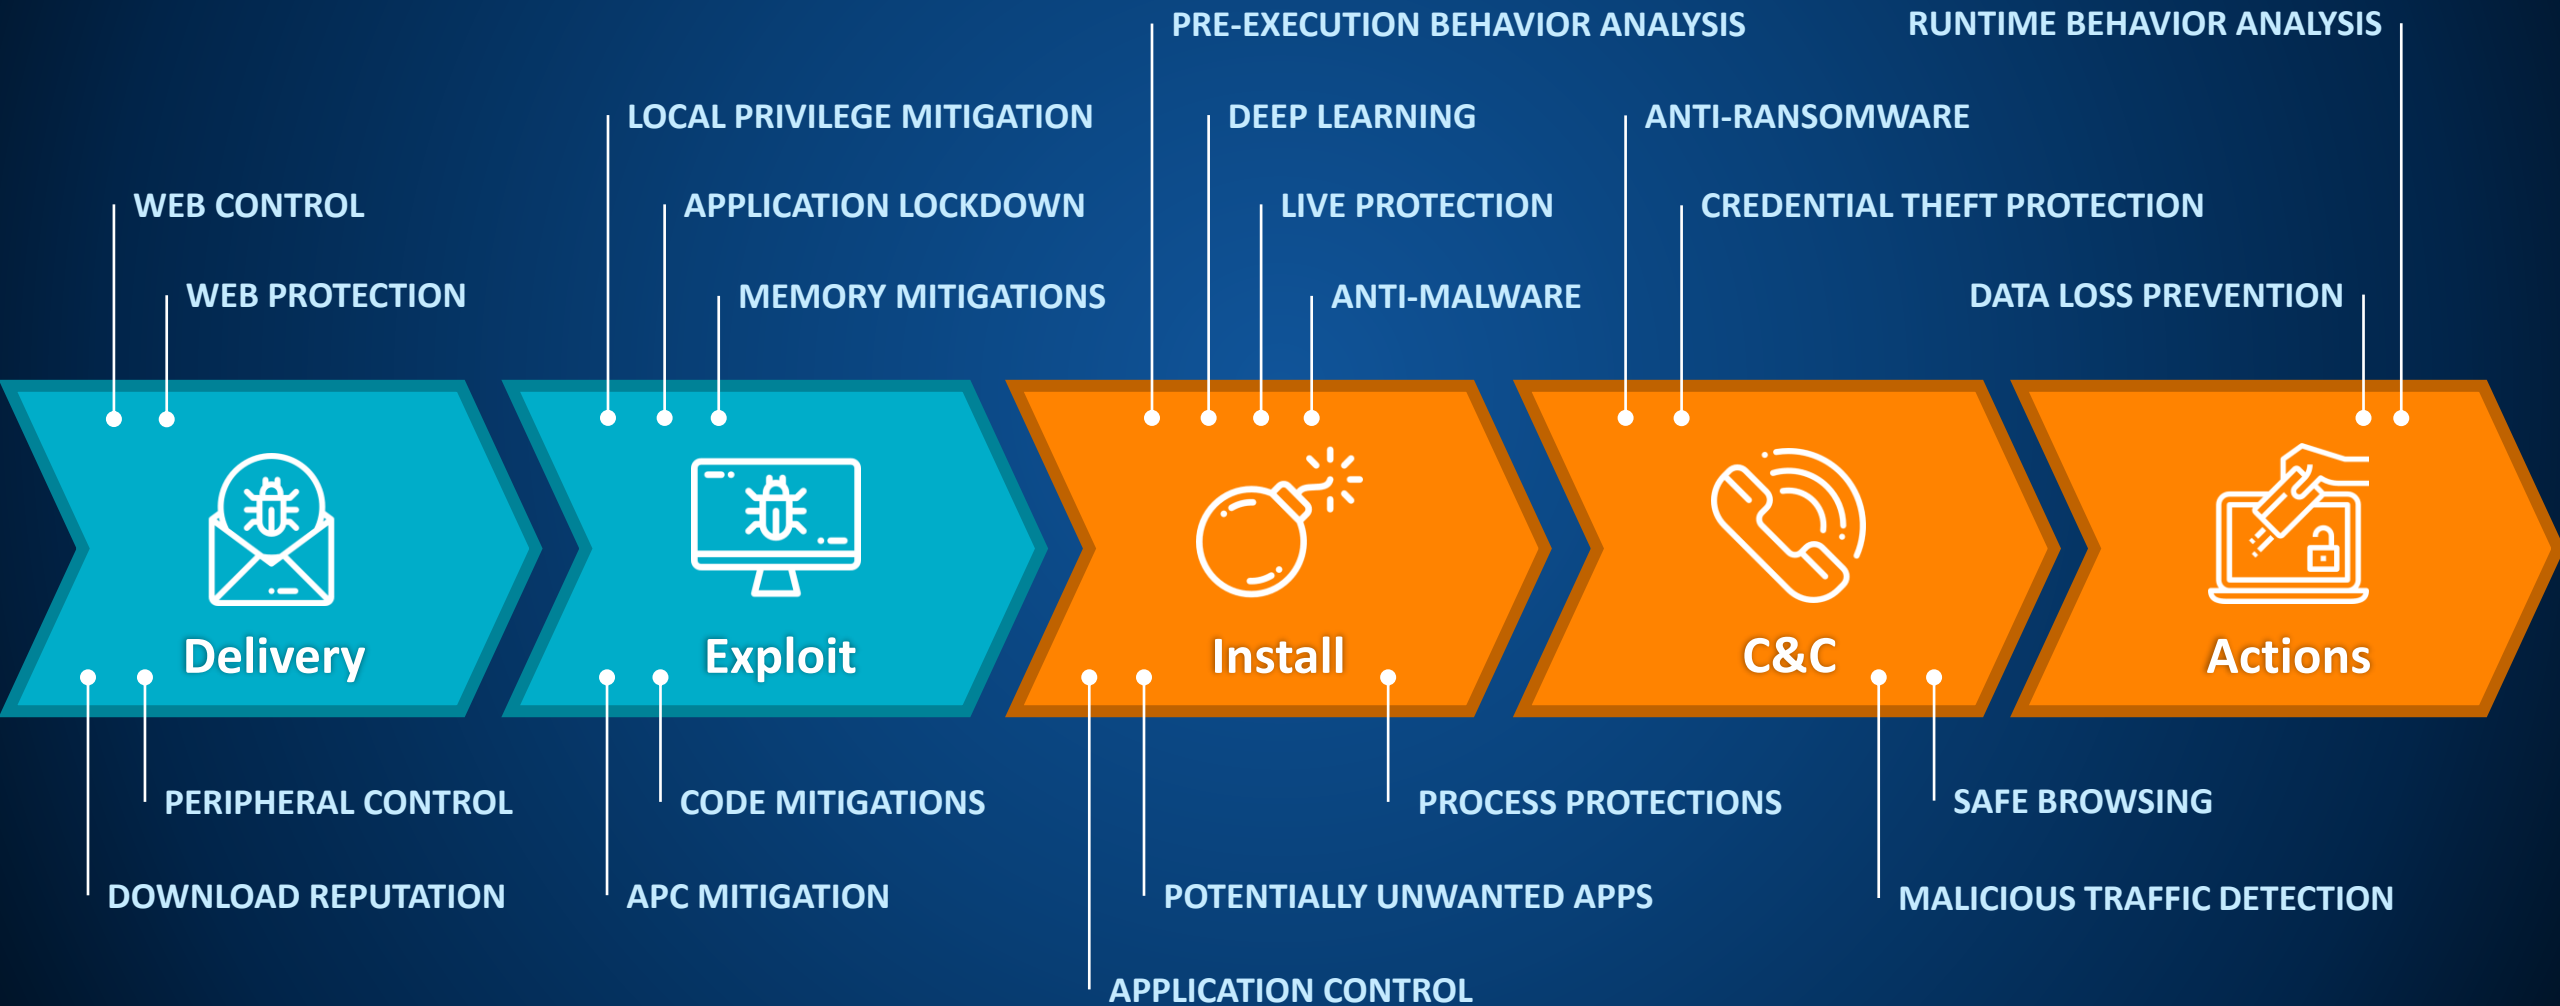 PRE-EXECUTION BEHAVIOR ANALYSIS
RUNTIME BEHAVIOR ANALYSIS
LOCAL PRIVILEGE MITIGATION
DEEP LEARNING
ANTI-RANSOMWARE
WEB CONTROL
APPLICATION LOCKDOWN
LIVE PROTECTION
CREDENTIAL THEFT PROTECTION
WEB PROTECTION
MEMORY MITIGATIONS
ANTI-MALWARE
DATA LOSS PREVENTION
Delivery
Exploit
Install
C&C
Actions
PERIPHERAL CONTROL
CODE MITIGATIONS
PROCESS PROTECTIONS
SAFE BROWSING
DOWNLOAD REPUTATION
APC MITIGATION
POTENTIALLY UNWANTED APPS
MALICIOUS TRAFFIC DETECTION
APPLICATION CONTROL